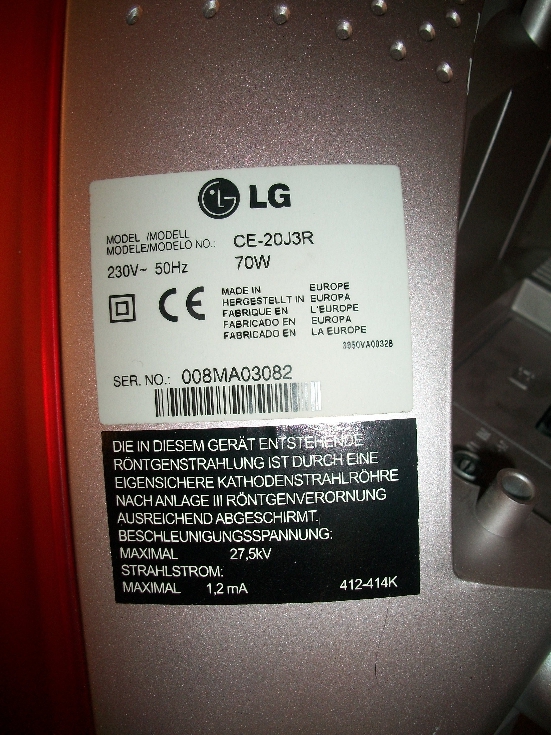 LG
MODEL /MODELL
MODELE/MODELO NO.: CE-20J3R
230V~ 50Hz 70W
CE
MADE IN EUROPE
HERGESTELLT IN EUROPA
FABRIQUE EN L'EUROPE
FABRICADO EN EUROPA
FABRICADO EN LA EUROPE
3850VA0032B
SER. NO.: 008MA03082
DIE IN DIESEM GERÄT ENTSTEHENDE
RÖNTGENSTRAHLUNG IST DURCH EINE
EIGENSICHERE KATHODENSTRAHLRÖHRE
NACH ANLAGE III RÖNTGENVERORNUNG
AUSREICHEND ABGESCHIRMT.
BESCHLEUNIGUNGSSPANNUNG:
MAXIMAL 27,5kV
STRAHLSTROM:
MAXIMAL 1,2 mA 412-414K